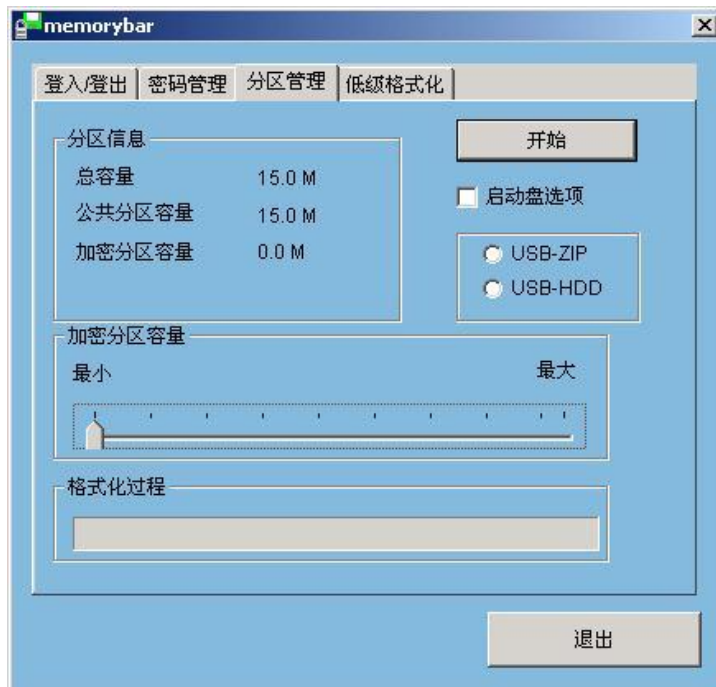 memorybar
登入/登出 密码管理 分区管理 低级格式化
分区信息
总容量 15.0 M
公共分区容量 15.0 M
加密分区容量 0.0 M
开始
启动盘选项
USB-ZIP
USB-HDD
加密分区容量
最小 最大
格式化过程
退出